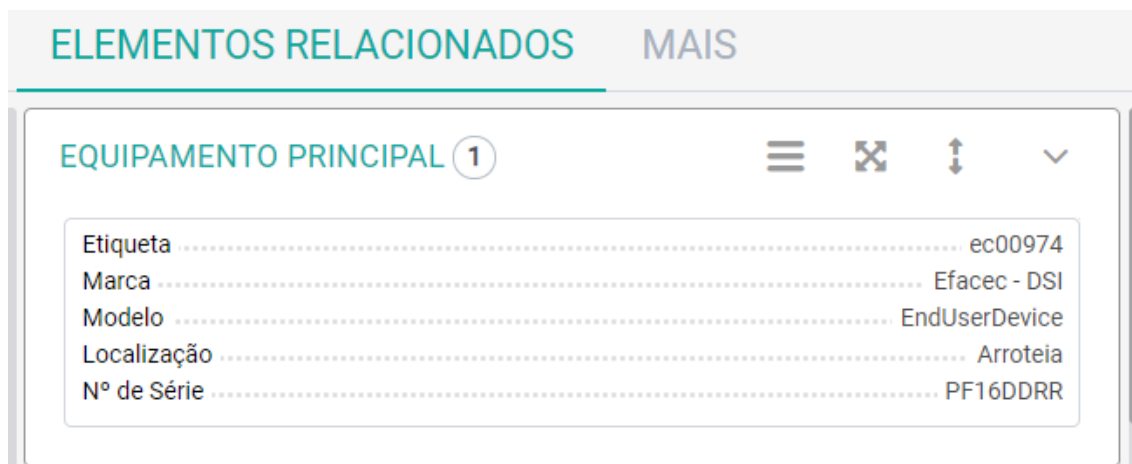 ELEMENTOS RELACIONADOS MAIS
EQUIPAMENTO PRINCIPAL 1
Etiqueta ec00974
Marca Efacec - DSI
Modelo EndUserDevice
Localização Arroteia
Nº de Série PF16DDRR